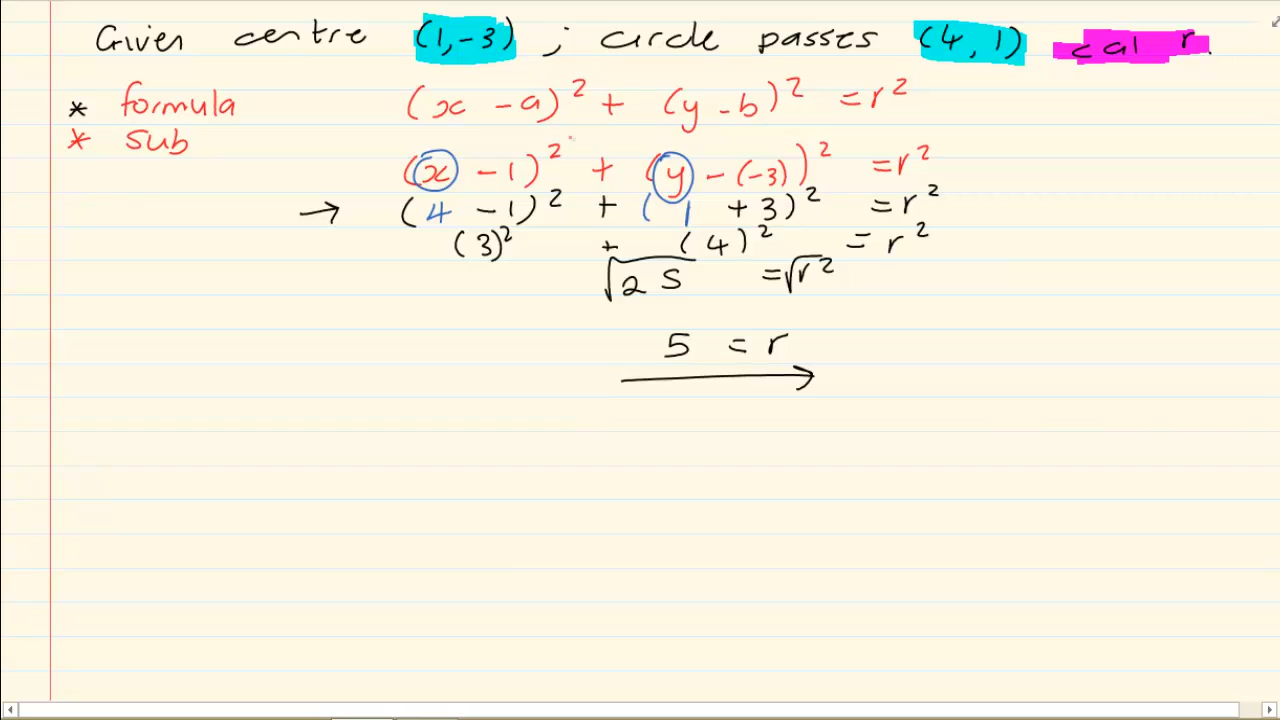 Given centre (1,-3) ; circle passes (4, 1) cal r.
* formula (x - a)² + (y - b)² = r²
* sub
(x - 1)² + (y - (-3))² = r²
→ (4 - 1)² + (1 + 3)² = r²
(3)² + (4)² = r²
√25 = √r²
5 = r